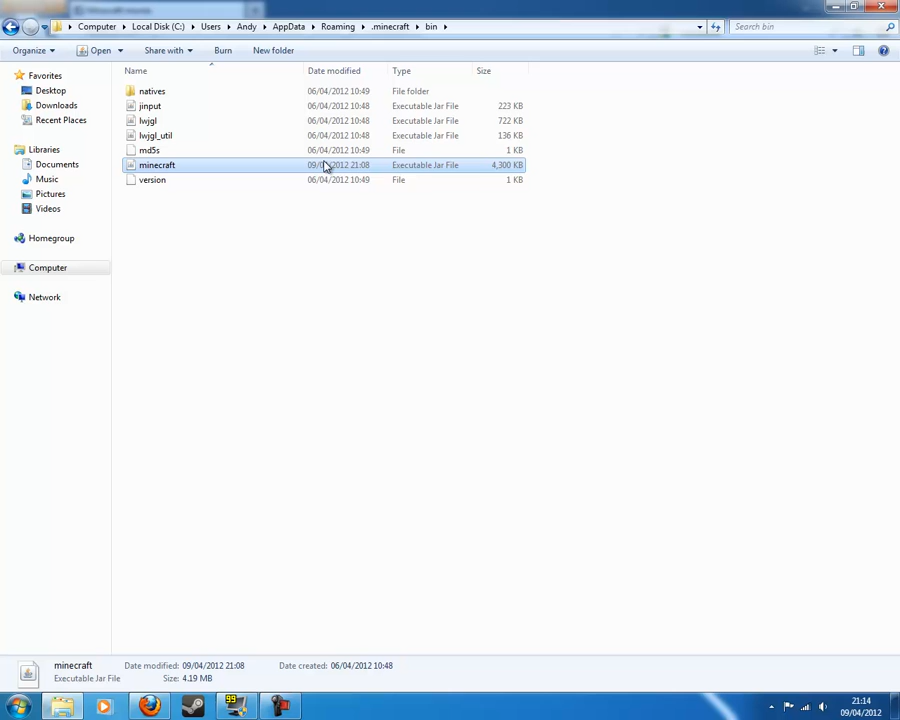 Computer ▸ Local Disk (C:) ▸ Users ▸ Andy ▸ AppData ▸ Roaming ▸ .minecraft ▸ bin ▸
Search bin
Organize Open Share with Burn New folder
Name Date modified Type Size
Favorites
Desktop
Downloads
Recent Places
Libraries
Documents
Music
Pictures
Videos
Homegroup
Computer
Network
natives 06/04/2012 10:49 File folder
jinput 06/04/2012 10:48 Executable Jar File 223 KB
lwjgl 06/04/2012 10:48 Executable Jar File 722 KB
lwjgl_util 06/04/2012 10:48 Executable Jar File 136 KB
md5s 06/04/2012 10:49 File 1 KB
minecraft 09/04/2012 21:08 Executable Jar File 4,300 KB
version 06/04/2012 10:49 File 1 KB
minecraft Date modified: 09/04/2012 21:08 Date created: 06/04/2012 10:48
Executable Jar File Size: 4.19 MB
99
21:14
09/04/2012